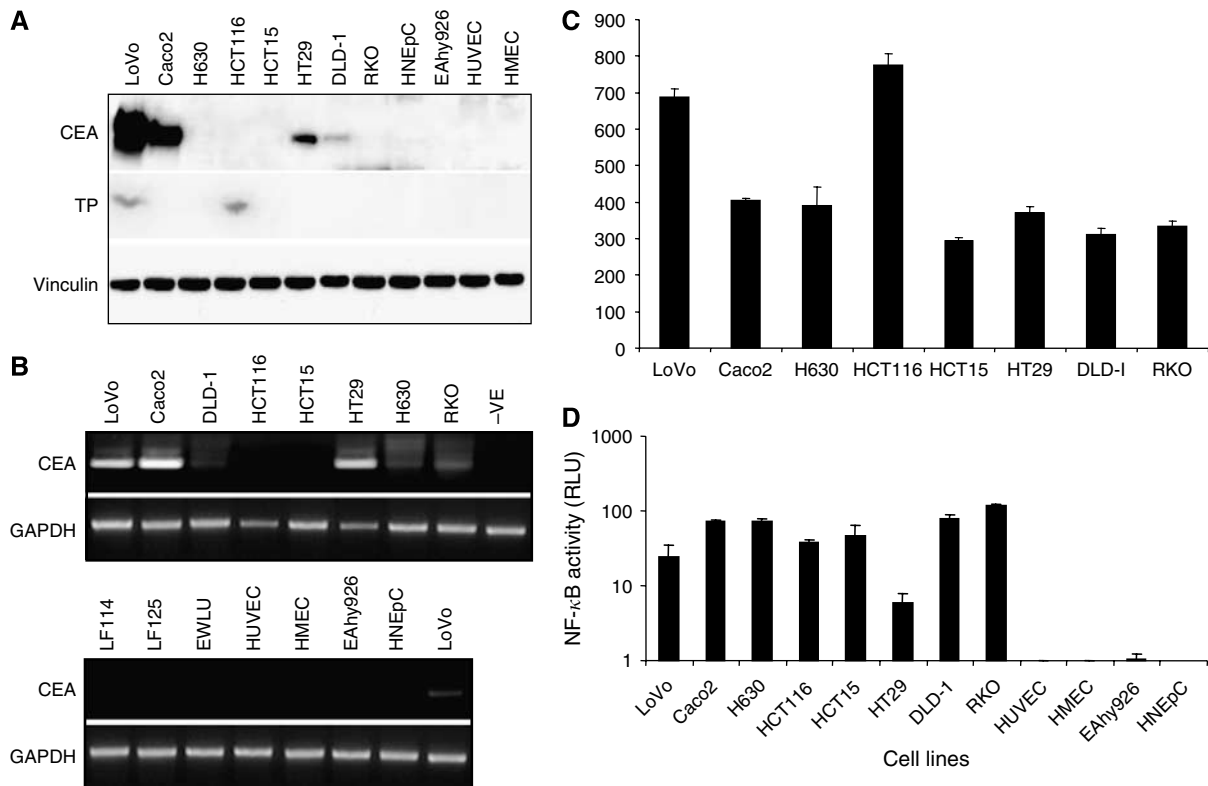 A
LoVo Caco2 H630 HCT116 HCT15 HT29 DLD-1 RKO HNEpC EAhy926 HUVEC HMEC
CEA
TP
Vinculin
B
LoVo Caco2 DLD-1 HCT116 HCT15 HT29 H630 RKO –VE
CEA
GAPDH
LF114 LF125 EWLU HUVEC HMEC EAhy926 HNEpC LoVo
CEA
GAPDH
C
900
800
700
600
500
400
300
200
100
0
LoVo Caco2 H630 HCT116 HCT15 HT29 DLD-I RKO
D
NF-κB activity (RLU)
1000
100
10
1
LoVo Caco2 H630 HCT116 HCT15 HT29 DLD-1 RKO HUVEC HMEC EAhy926 HNEpC
Cell lines